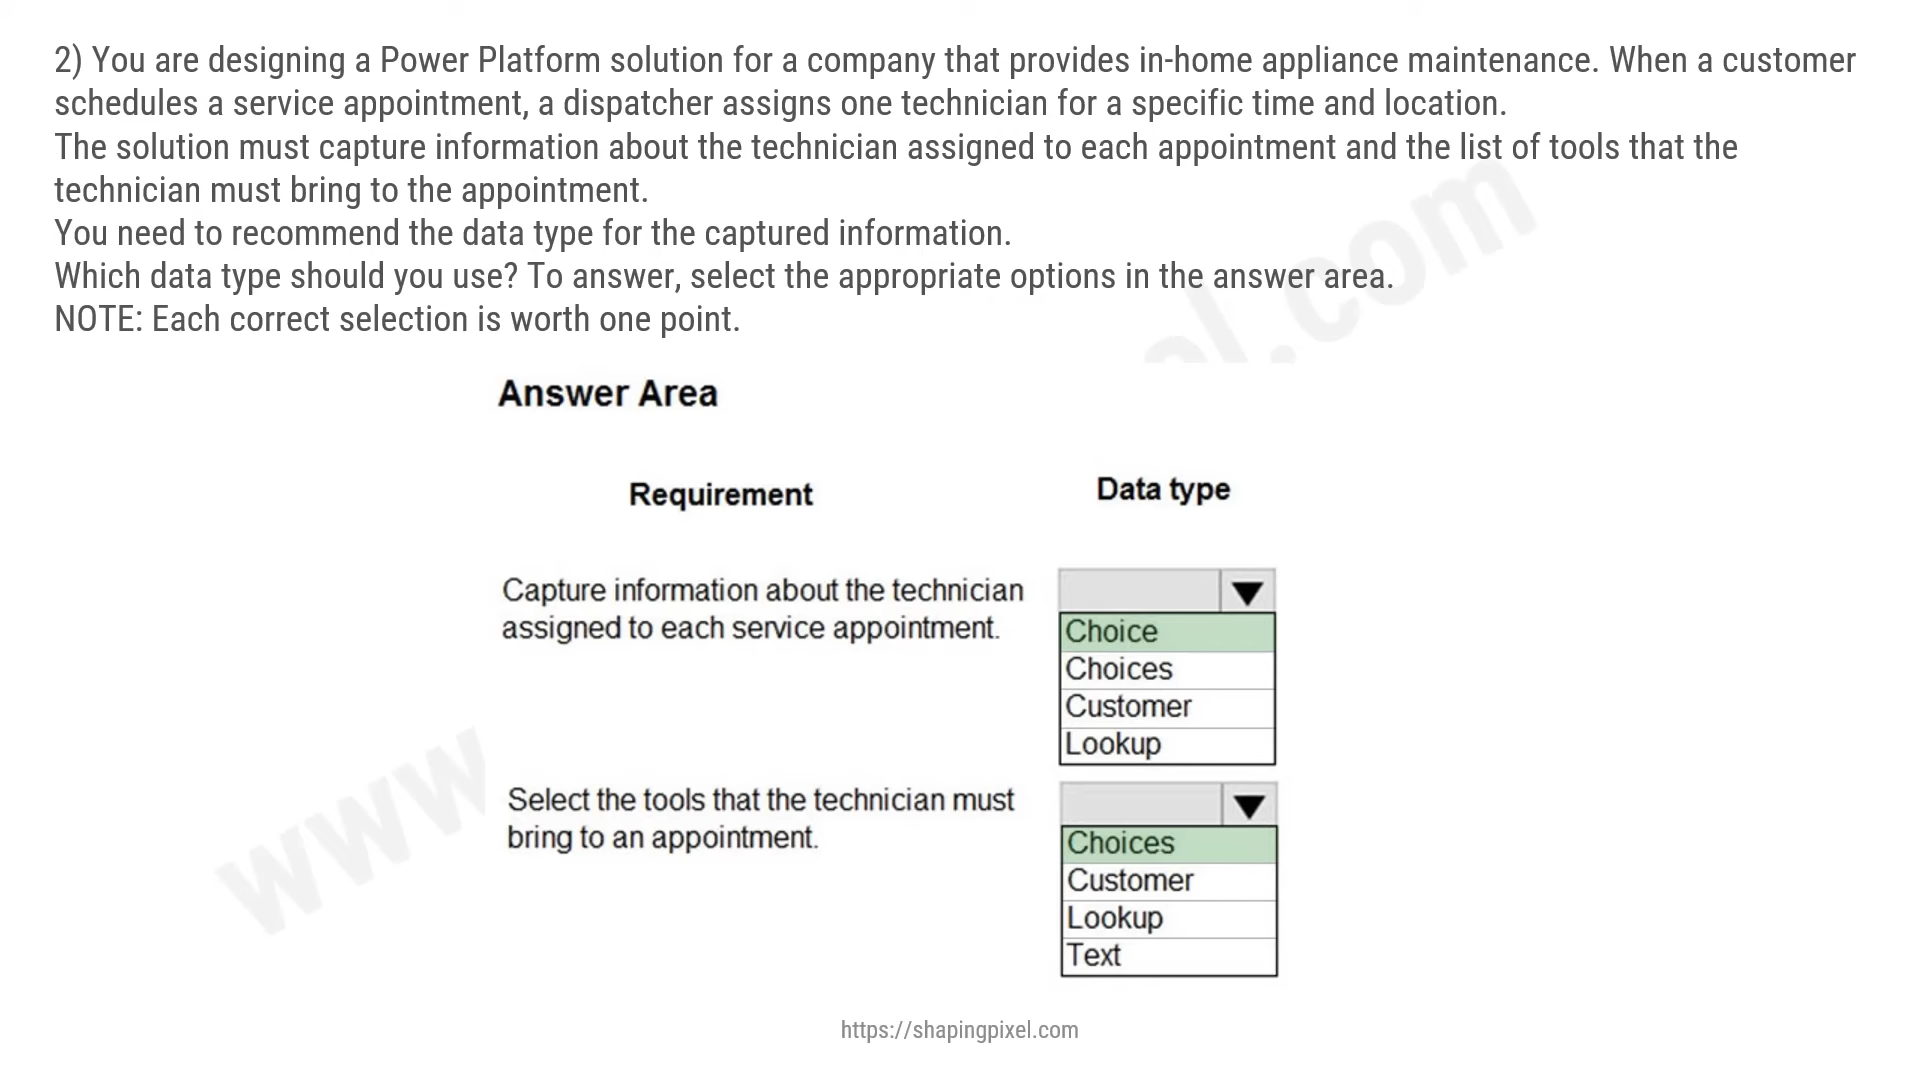 2) You are designing a Power Platform solution for a company that provides in-home appliance maintenance. When a customer
schedules a service appointment, a dispatcher assigns one technician for a specific time and location.
The solution must capture information about the technician assigned to each appointment and the list of tools that the
technician must bring to the appointment.
You need to recommend the data type for the captured information.
Which data type should you use? To answer, select the appropriate options in the answer area.
NOTE: Each correct selection is worth one point.
Answer Area
Requirement
Data type
Capture information about the technician
assigned to each service appointment.
Choice
Choices
Customer
Lookup
Select the tools that the technician must
bring to an appointment.
Choices
Customer
Lookup
Text
https://shapingpixel.com